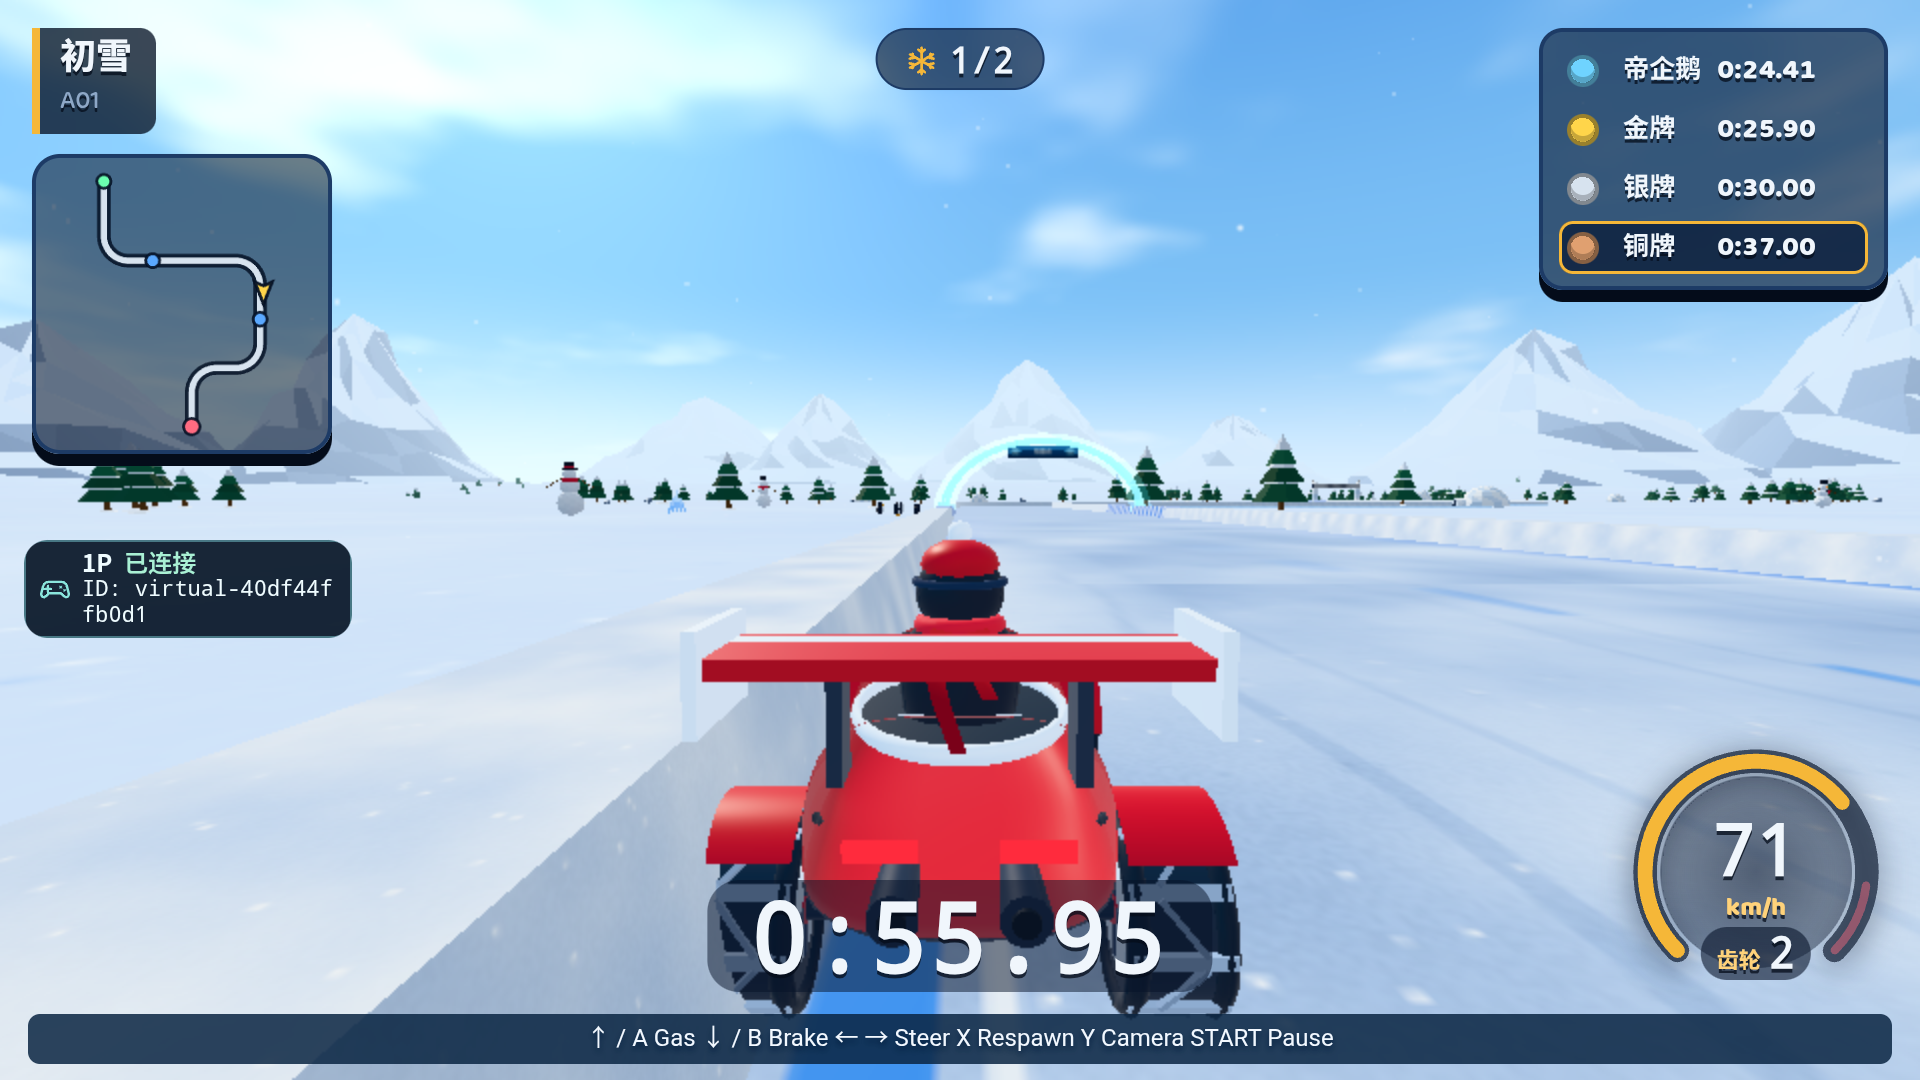 初雪
A01
1/2
帝企鹅 0:24.41
金牌 0:25.90
银牌 0:30.00
铜牌 0:37.00
1P 已连接
ID: virtual-40df44f
fb0d1
71
km/h
齿轮 2
0:55.95
↑ / A Gas ↓ / B Brake ← → Steer X Respawn Y Camera START Pause